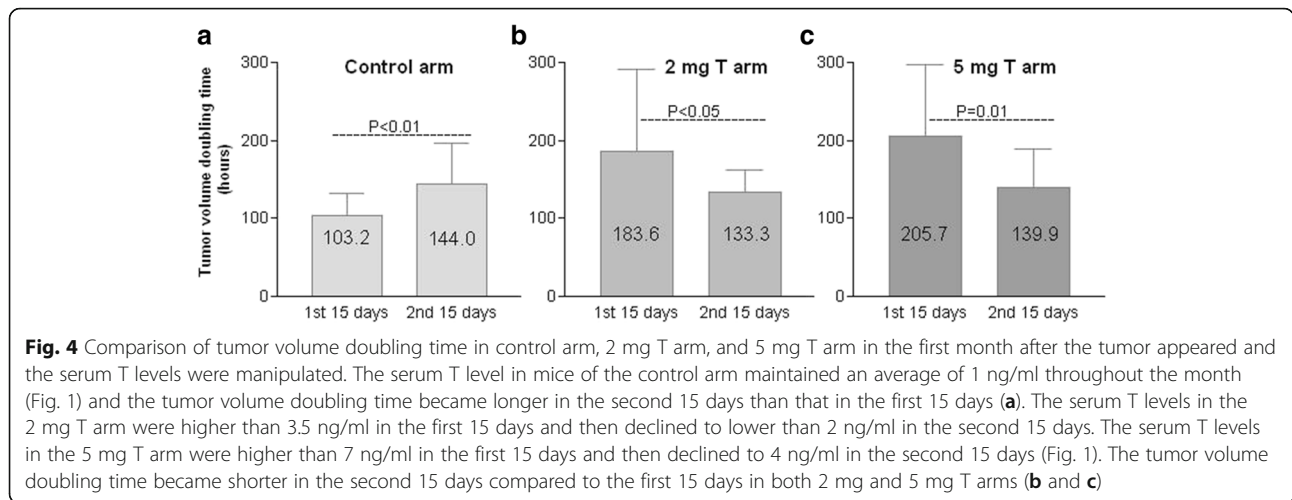 a
b
c
Control arm
2 mg T arm
5 mg T arm
Tumor volume doubling time
(hours)
300
200
100
0
P<0.01
103.2
144.0
1st 15 days
2nd 15 days
300
200
100
0
P<0.05
183.6
133.3
1st 15 days
2nd 15 days
300
200
100
0
P=0.01
205.7
139.9
1st 15 days
2nd 15 days
Fig. 4 Comparison of tumor volume doubling time in control arm, 2 mg T arm, and 5 mg T arm in the first month after the tumor appeared and
the serum T levels were manipulated. The serum T level in mice of the control arm maintained an average of 1 ng/ml throughout the month
(Fig. 1) and the tumor volume doubling time became longer in the second 15 days than that in the first 15 days (a). The serum T levels in the
2 mg T arm were higher than 3.5 ng/ml in the first 15 days and then declined to lower than 2 ng/ml in the second 15 days. The serum T levels
in the 5 mg T arm were higher than 7 ng/ml in the first 15 days and then declined to 4 ng/ml in the second 15 days (Fig. 1). The tumor volume
doubling time became shorter in the second 15 days compared to the first 15 days in both 2 mg and 5 mg T arms (b and c)